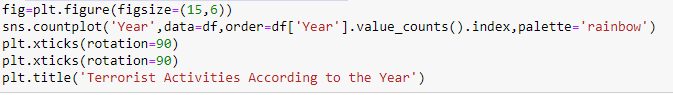 fig=plt.figure(figsize=(15,6))
sns.countplot('Year',data=df,order=df['Year'].value_counts().index,palette='rainbow')
plt.xticks(rotation=90)
plt.xticks(rotation=90)
plt.title('Terrorist Activities According to the Year')